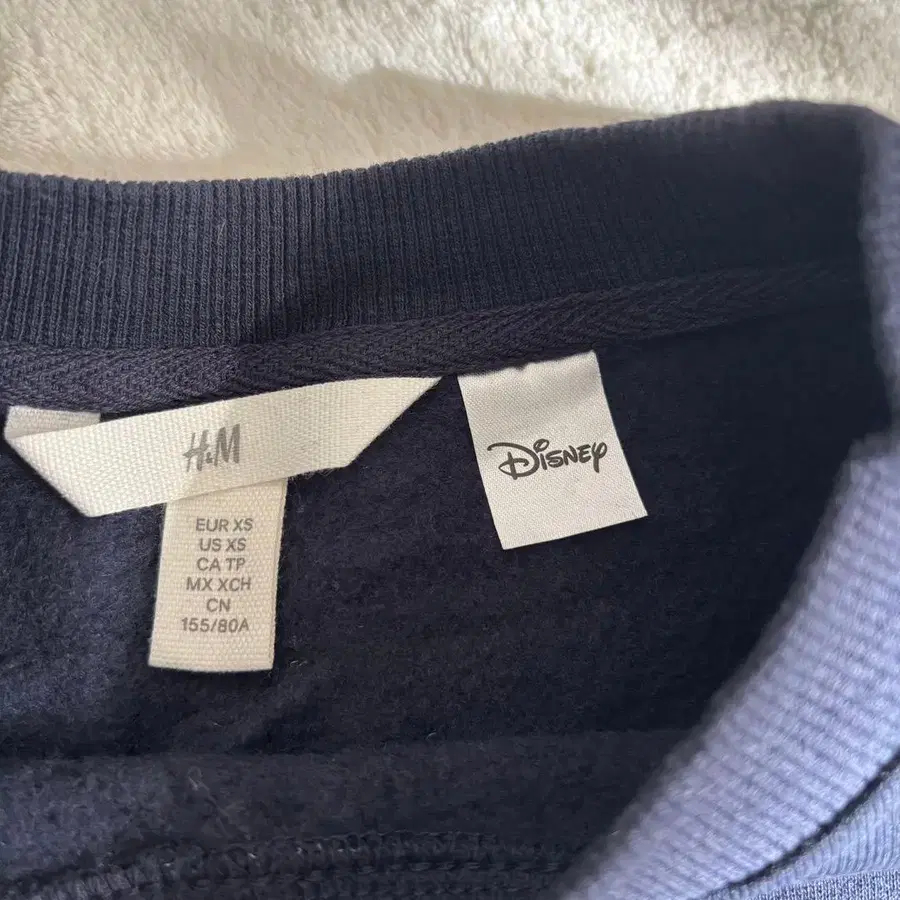 H&M
EUR XS
US XS
CA TP
MX XCH
CN
155/80A
Disney